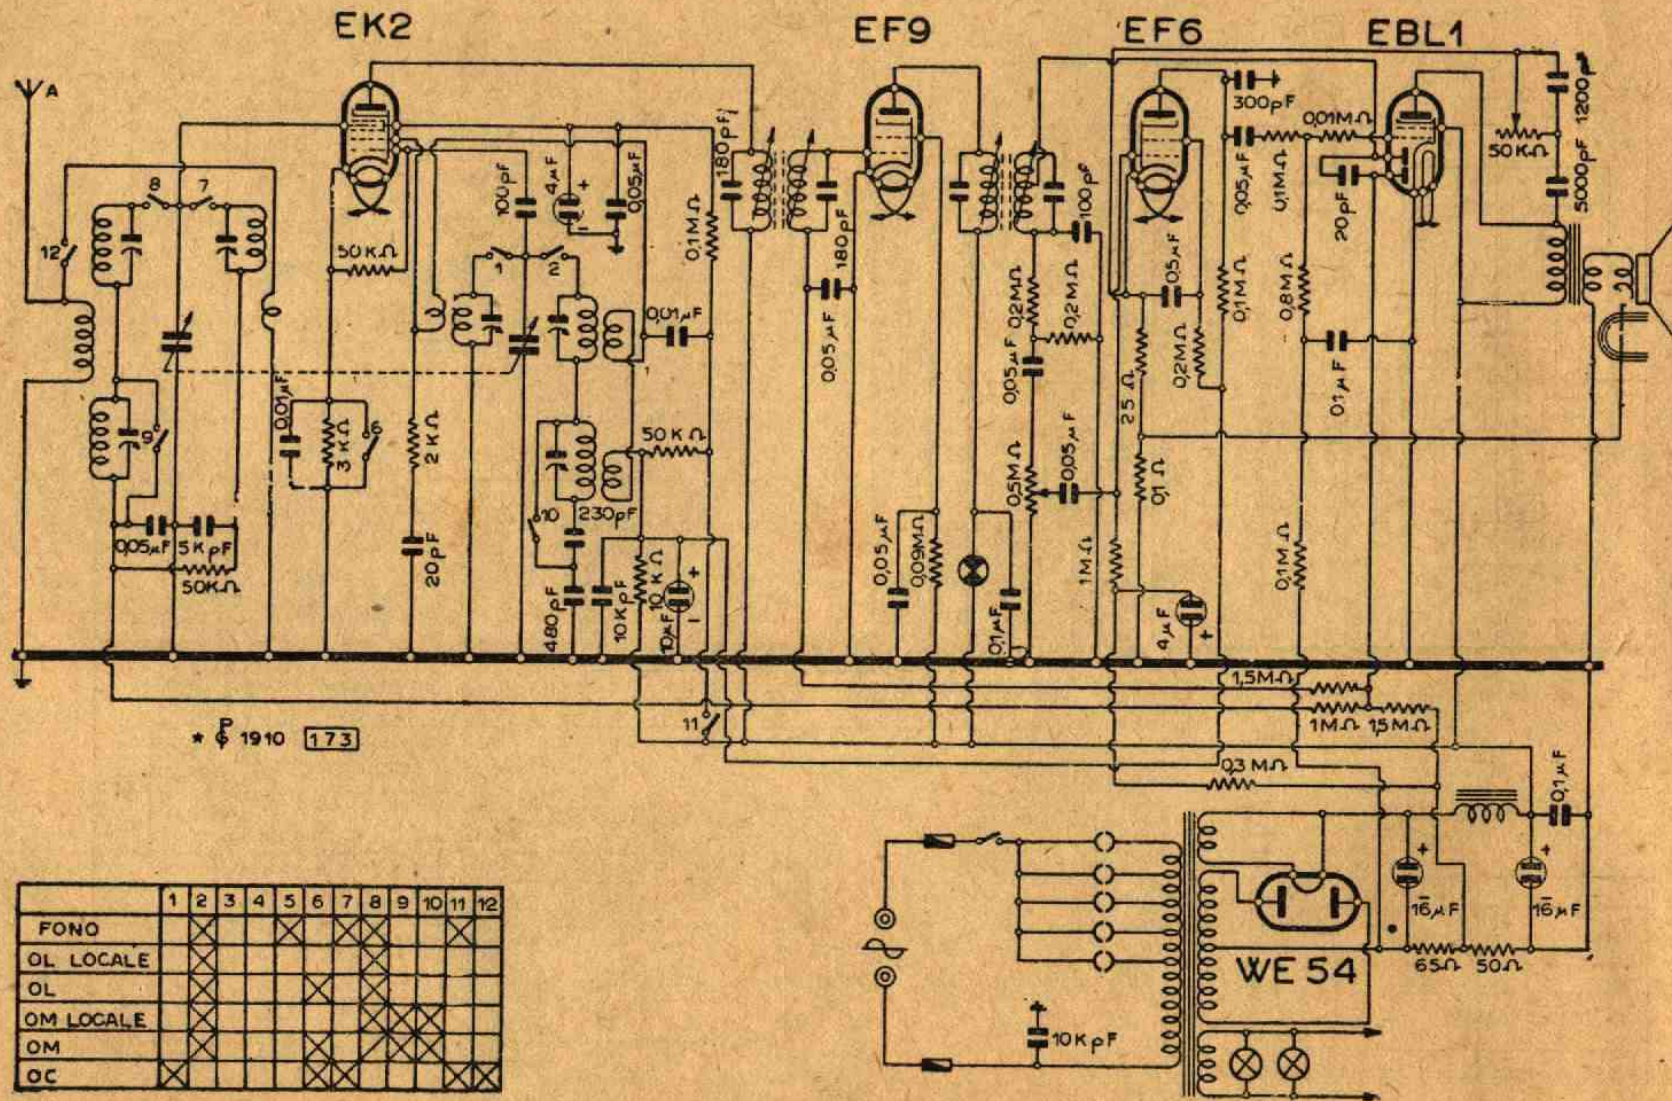 EK2
EF9
EF6
EBL1
A
8
7
12
9
0,05µF
5KpF
50KΩ
0,01µF
3KΩ
6
50KΩ
2KΩ
20pF
100pF
4µF
+
0,05µF
0,1MΩ
1
2
0,01µF
50KΩ
10
230pF
480pF
10KpF
10KΩ
10µF
+
11
180pF
180pF
0,05µF
0,05µF
0,09MΩ
0,1µF
100pF
0,2MΩ
0,2MΩ
0,05µF
0,5MΩ
0,05µF
1MΩ
25Ω
0,1Ω
0,5µF
0,2MΩ
4µF
+
300pF
0,05µF
0,1MΩ
0,1MΩ
0,01MΩ
0,8MΩ
20pF
0,1µF
0,1MΩ
50KΩ
1200pF
5000pF
1,5MΩ
1MΩ
1,5MΩ
0,3MΩ
0,1µF
+
16µF
+
16µF
65Ω
50Ω
WE 54
10KpF
* 1910 173
1 2 3 4 5 6 7 8 9 10 11 12
FONO
OL LOCALE
OL
OM LOCALE
OM
OC